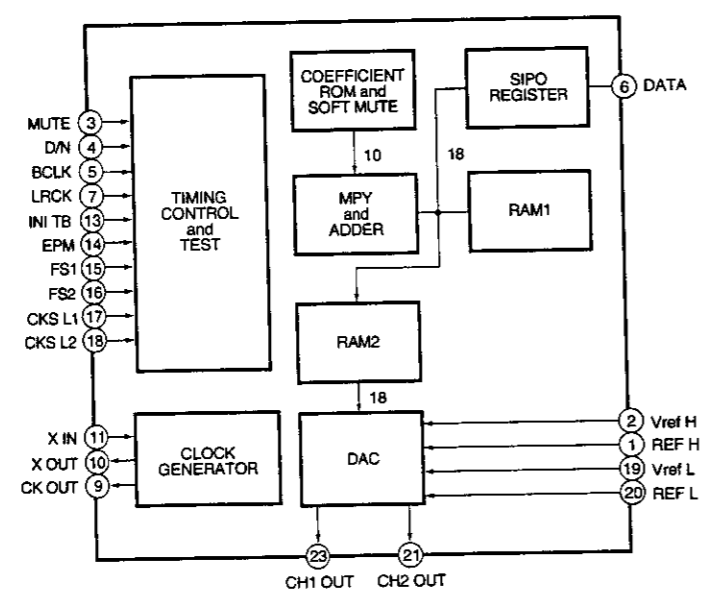 COEFFICIENT
ROM and
SOFT MUTE
SIPO
REGISTER
6 DATA
MUTE 3
D/N 4
BCLK 5
LRCK 7
INI TB 13
EPM 14
FS1 15
FS2 16
CKS L1 17
CKS L2 18
TIMING
CONTROL
and
TEST
10
18
MPY
and
ADDER
RAM1
RAM2
18
X IN 11
X OUT 10
CK OUT 9
CLOCK
GENERATOR
DAC
2 Vref H
1 REF H
19 Vref L
20 REF L
23
21
CH1 OUT
CH2 OUT